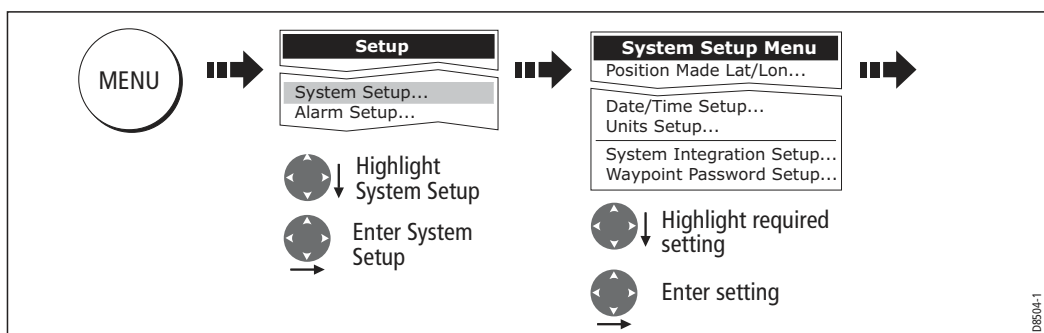 MENU
Setup
System Setup...
Alarm Setup...
Highlight
System Setup
Enter System
Setup
System Setup Menu
Position Made Lat/Lon...
Date/Time Setup...
Units Setup...
System Integration Setup...
Waypoint Password Setup...
Highlight required
setting
Enter setting
D8504-1